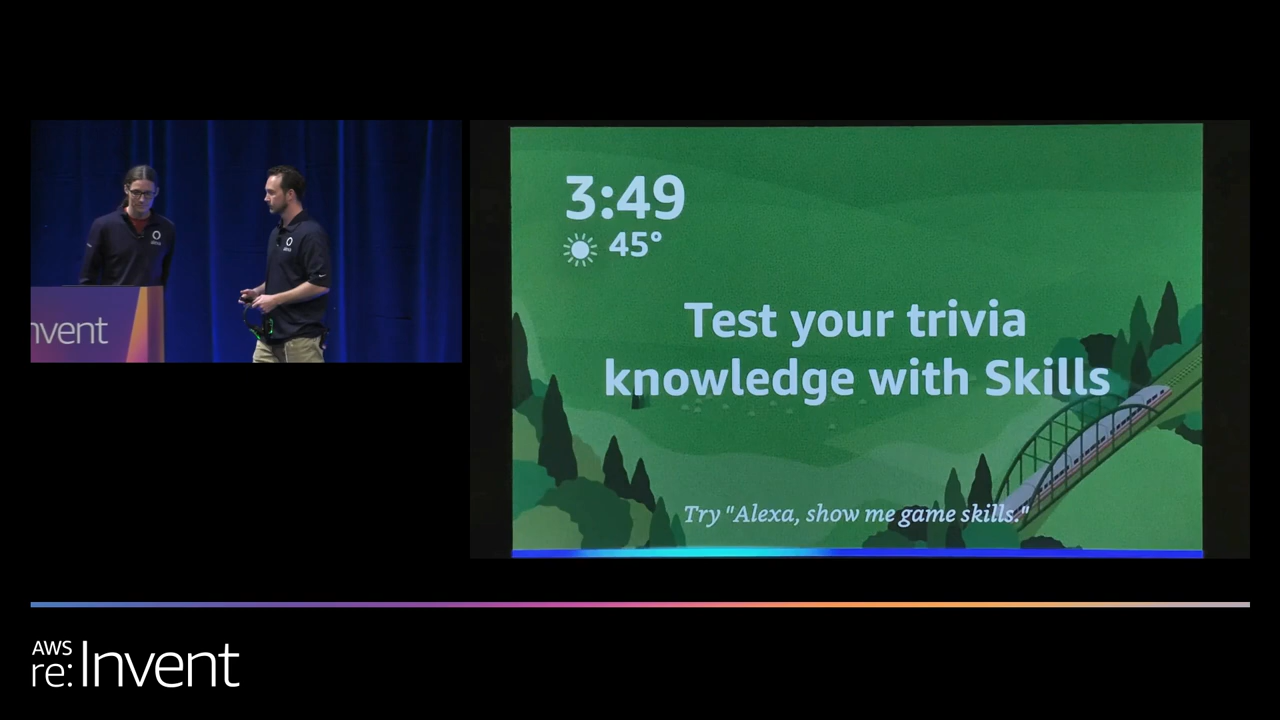 3:49
45°
Test your trivia
knowledge with Skills
Try "Alexa, show me game skills."
nvent
AWS
re:Invent